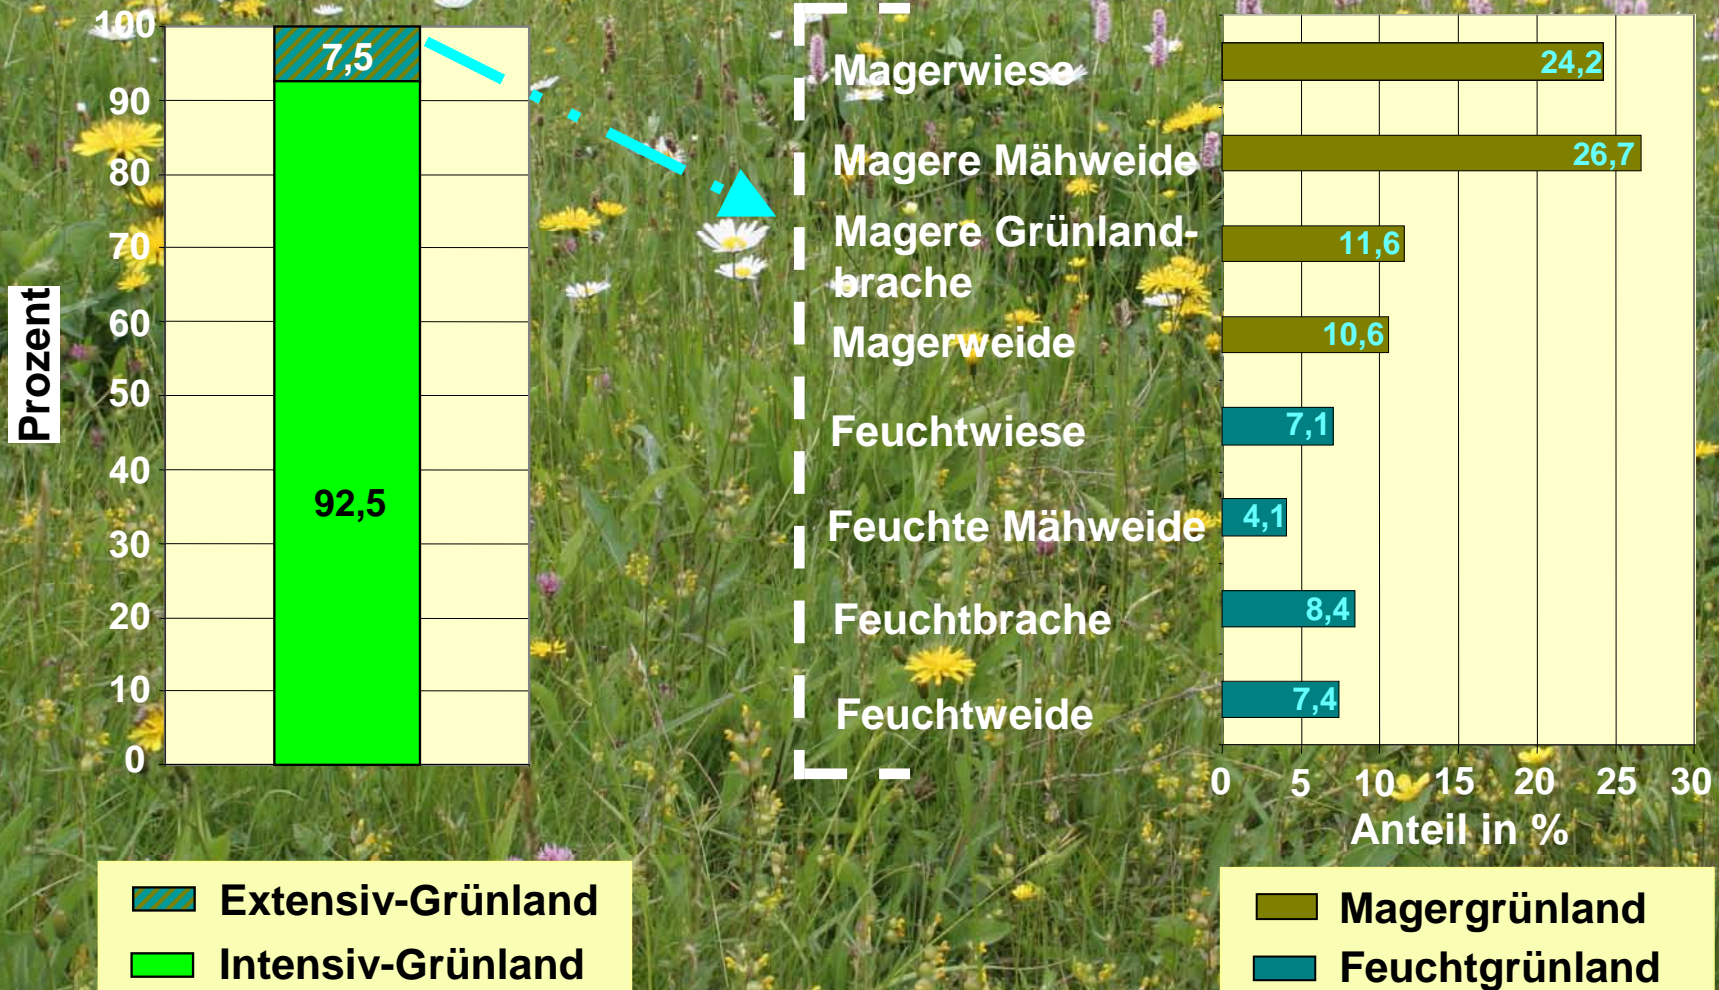 Prozent
100
90
80
70
60
50
40
30
20
10
0
7,5
92,5
Extensiv-Grünland
Intensiv-Grünland
Magerwiese
24,2
Magere Mähweide
26,7
Magere Grünland-
brache
11,6
Magerweide
10,6
Feuchtwiese
7,1
Feuchte Mähweide
4,1
Feuchtbrache
8,4
Feuchtweide
7,4
0 5 10 15 20 25 30
Anteil in %
Magergrünland
Feuchtgrünland